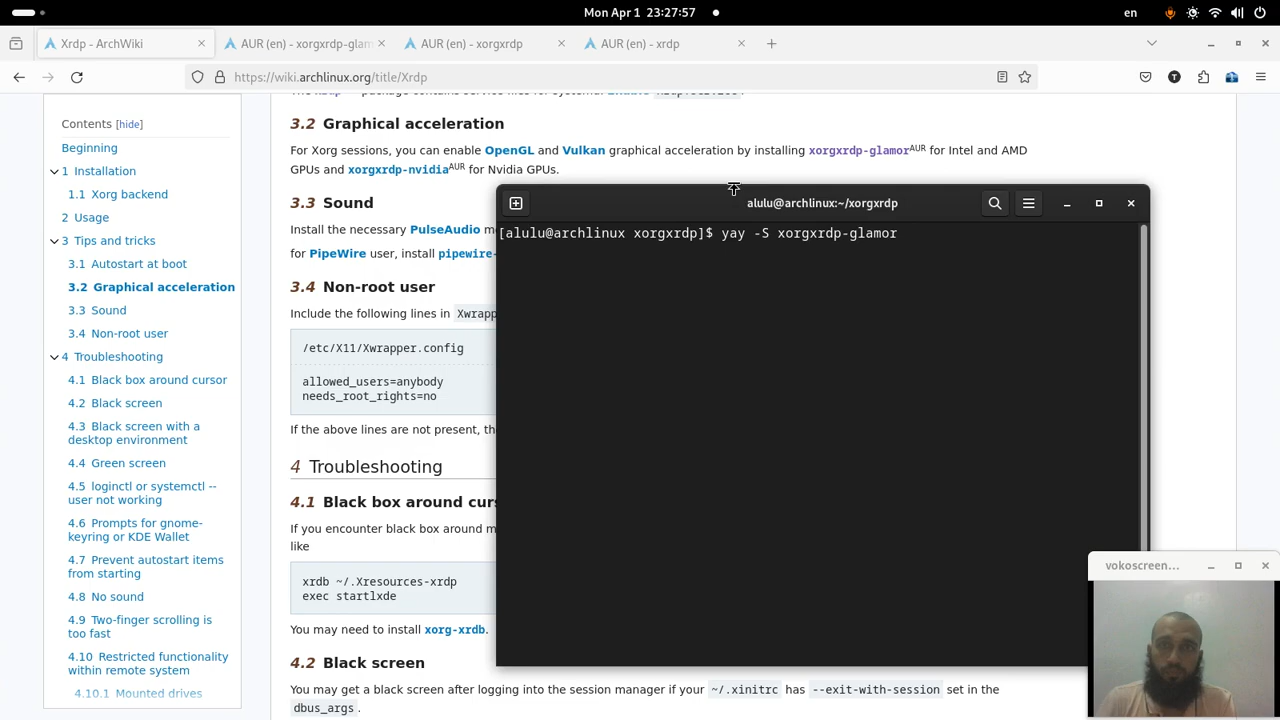 Mon Apr 1 23:27:57
en
Xrdp - ArchWiki
AUR (en) - xorgxrdp-glam
AUR (en) - xorgxrdp
AUR (en) - xrdp
https://wiki.archlinux.org/title/Xrdp
Contents [hide]
Beginning
1 Installation
1.1 Xorg backend
2 Usage
3 Tips and tricks
3.1 Autostart at boot
3.2 Graphical acceleration
3.3 Sound
3.4 Non-root user
4 Troubleshooting
4.1 Black box around cursor
4.2 Black screen
4.3 Black screen with a
desktop environment
4.4 Green screen
4.5 loginctl or systemctl --
user not working
4.6 Prompts for gnome-
keyring or KDE Wallet
4.7 Prevent autostart items
from starting
4.8 No sound
4.9 Two-finger scrolling is
too fast
4.10 Restricted functionality
within remote system
4.10.1 Mounted drives
3.2 Graphical acceleration
For Xorg sessions, you can enable OpenGL and Vulkan graphical acceleration by installing xorgxrdp-glamorAUR for Intel and AMD
GPUs and xorgxrdp-nvidiaAUR for Nvidia GPUs.
3.3 Sound
Install the necessary PulseAudio
for PipeWire user, install pipewire-
3.4 Non-root user
Include the following lines in Xwrapp
/etc/X11/Xwrapper.config
allowed_users=anybody
needs_root_rights=no
If the above lines are not present, th
4 Troubleshooting
4.1 Black box around curs
If you encounter black box around m
like
xrdb ~/.Xresources-xrdp
exec startlxde
You may need to install xorg-xrdb.
4.2 Black screen
You may get a black screen after logging into the session manager if your ~/.xinitrc has --exit-with-session set in the
dbus_args.
alulu@archlinux:~/xorgxrdp
[alulu@archlinux xorgxrdp]$ yay -S xorgxrdp-glamor
vokoscreen...